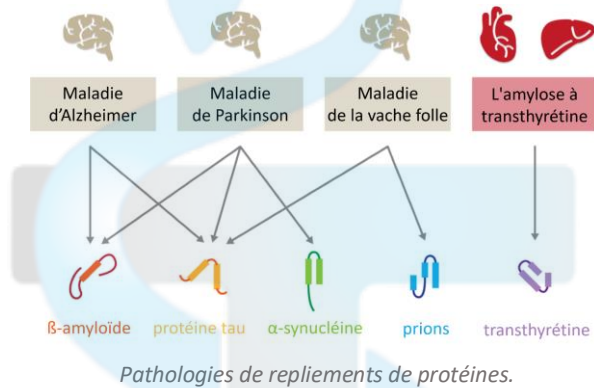 Maladie
d'Alzheimer
Maladie
de Parkinson
Maladie
de la vache folle
L'amylose à
transthyrétine
ß-amyloïde
protéine tau
α-synucléine
prions
transthyrétine
Pathologies de repliements de protéines.